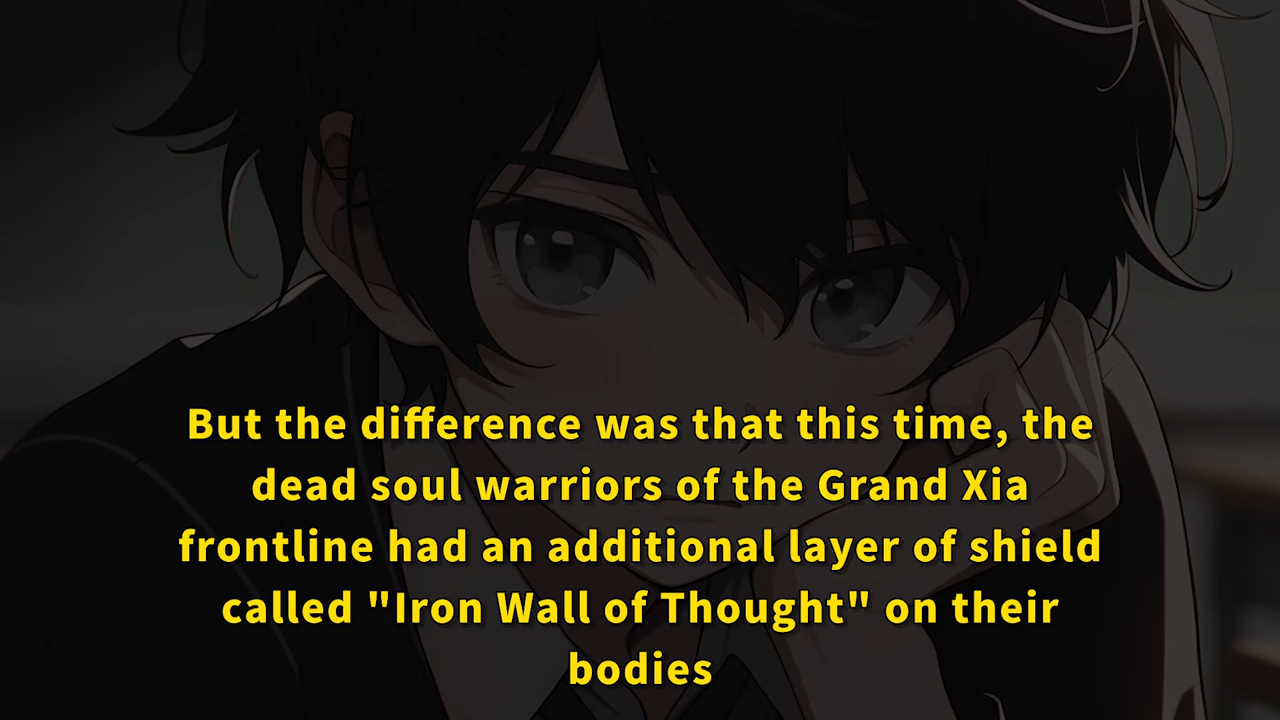 But the difference was that this time, the
dead soul warriors of the Grand Xia
frontline had an additional layer of shield
called "Iron Wall of Thought" on their
bodies